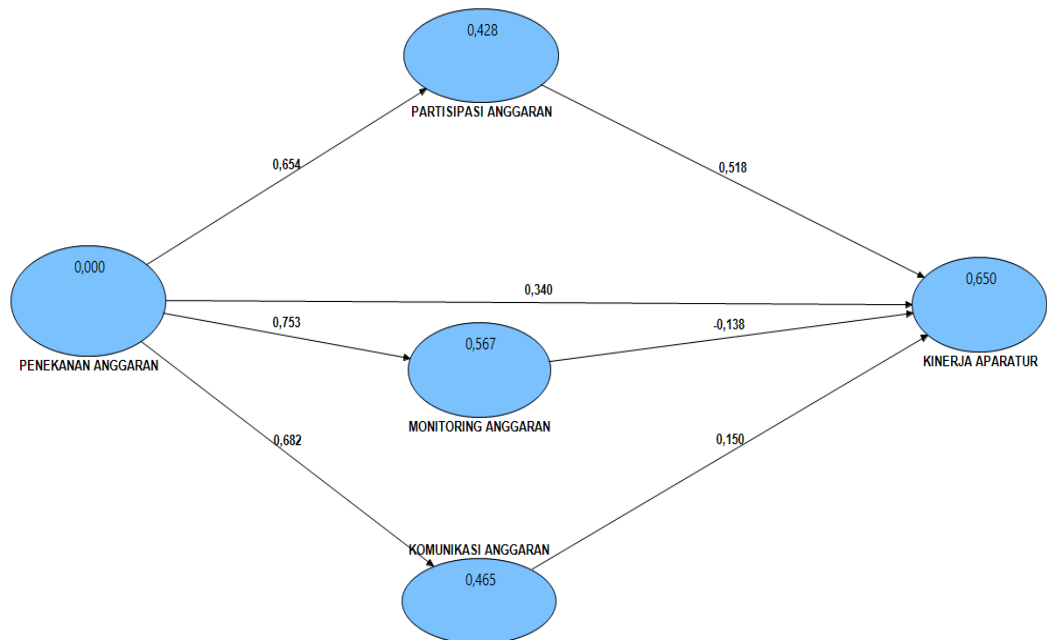 0,428
PARTISIPASI ANGGARAN
0,654
0,518
0,000
PENEKANAN ANGGARAN
0,340
0,650
KINERJA APARATUR
0,753
-0,138
0,567
MONITORING ANGGARAN
0,682
0,150
KOMUNIKASI ANGGARAN
0,465